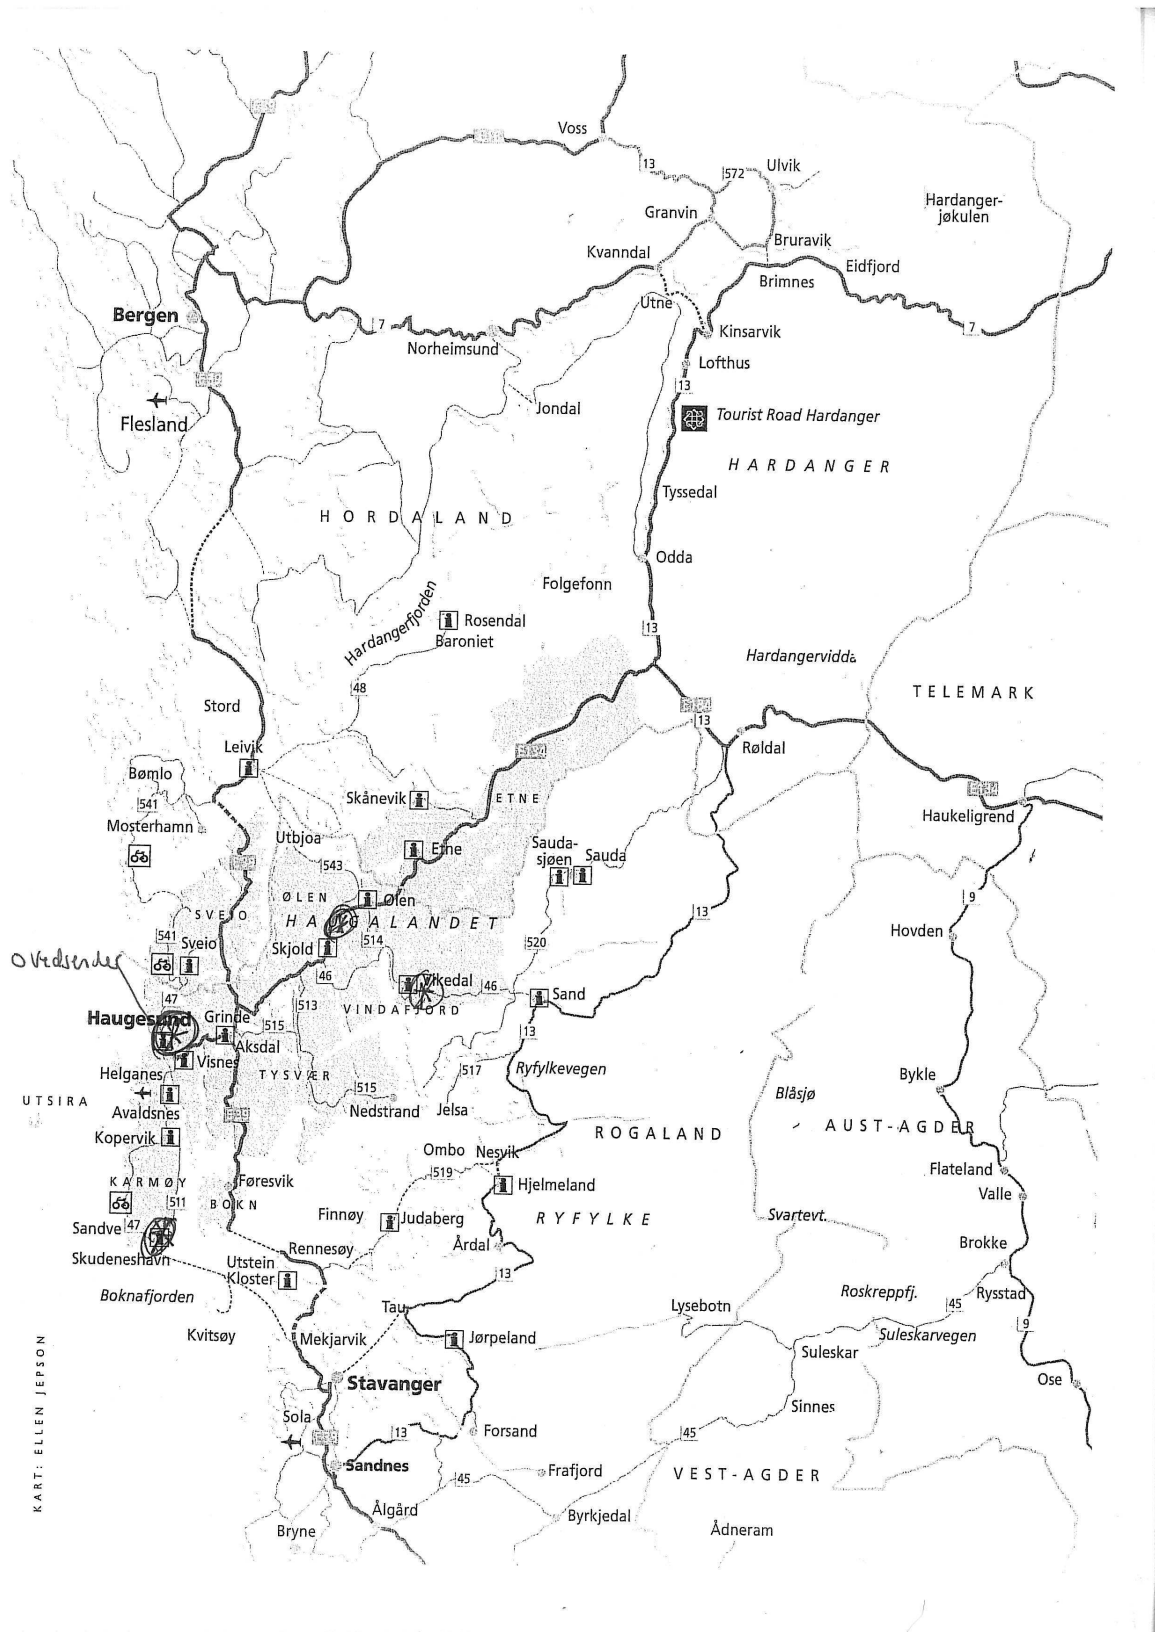 Voss
13
572
Ulvik
Hardanger-
jøkulen
Granvin
Bruravik
Kvanndal
Eidfjord
Brimnes
Utne
Bergen
7
Kinsarvik
7
Norheimsund
Lofthus
13
Jondal
Flesland
Tourist Road Hardanger
HARDANGER
Tyssedal
HORDALAND
Odda
Folgefonn
Hardangerfjorden
Rosendal
Baroniet
13
Hardangervidda
48
TELEMARK
Stord
13
Leivik
Røldal
Bømlo
Skånevik
ETNE
541
Haukeligrend
Mosterhamn
Utbjoa
Etne
Sauda-
sjøen
Sauda
543
ØLEN
Ølen
9
SVEIO
HAUGALANDET
13
Hovden
541
Sveio
Skjold
514
520
46
Vikedal
46
Sand
47
513
VINDAFJORD
Haugesund
Grinde
515
13
Aksdal
Visnes
Helganes
TYSVÆR
517
Ryfylkevegen
Bykle
UTSIRA
515
Blåsjø
Avaldsnes
Nedstrand
Jelsa
Kopervik
ROGALAND
AUST-AGDER
Ombo
Nesvik
519
Flateland
KARMØY
Føresvik
Hjelmeland
Valle
511
BOKN
Finnøy
Judaberg
RYFYLKE
Svartevt.
Sandve
47
Årdal
Brokke
Skudeneshavn
Utstein
Kloster
Rennesøy
13
Rysstad
Boknafjorden
Roskreppfj.
45
Tau
Lysebotn
9
Kvitsøy
Mekjarvik
Jørpeland
Suleskarvegen
Suleskar
Stavanger
Ose
Sinnes
Sola
13
Forsand
45
Sandnes
45
Frafjord
VEST-AGDER
Ålgård
Byrkjedal
Bryne
Ådneram
KART: ELLEN JEPSON